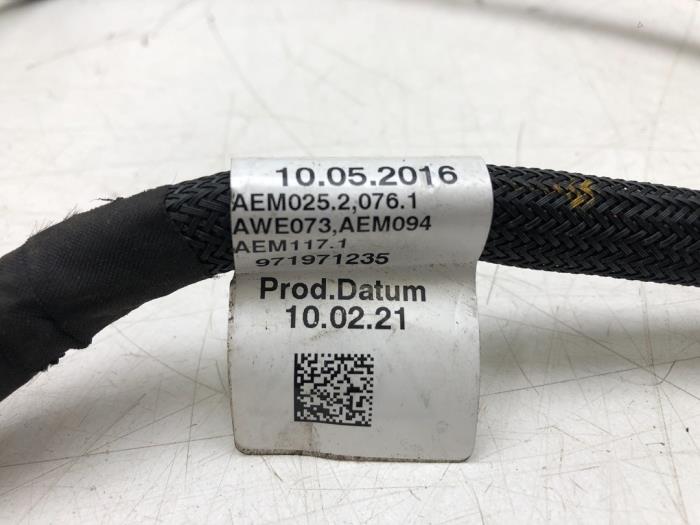 10.05.2016
AEM025.2,076.1
AWE073,AEM094
AEM117.1
971971235
Prod.Datum
10.02.21